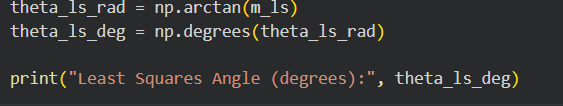 theta_ls_rad = np.arctan(m_ls)
theta_ls_deg = np.degrees(theta_ls_rad)
print("Least Squares Angle (degrees):", theta_ls_deg)